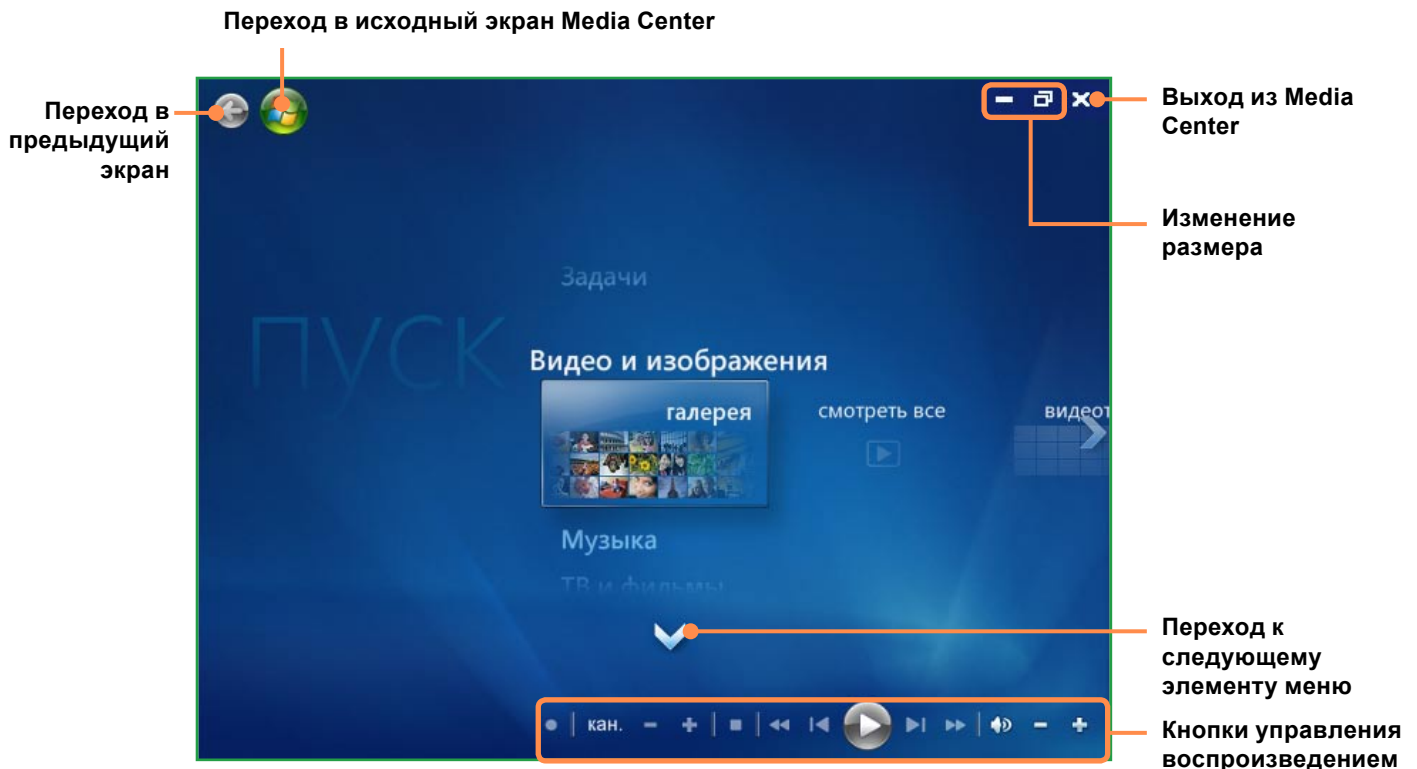 Переход в исходный экран Media Center
Переход в
предыдущий
экран
Выход из Media
Center
Изменение
размера
Задачи
пуск
Видео и изображения
галерея
смотреть все
видеот
Музыка
ТВ и фильмы
Переход к
следующему
элементу меню
кан.
Кнопки управления
воспроизведением